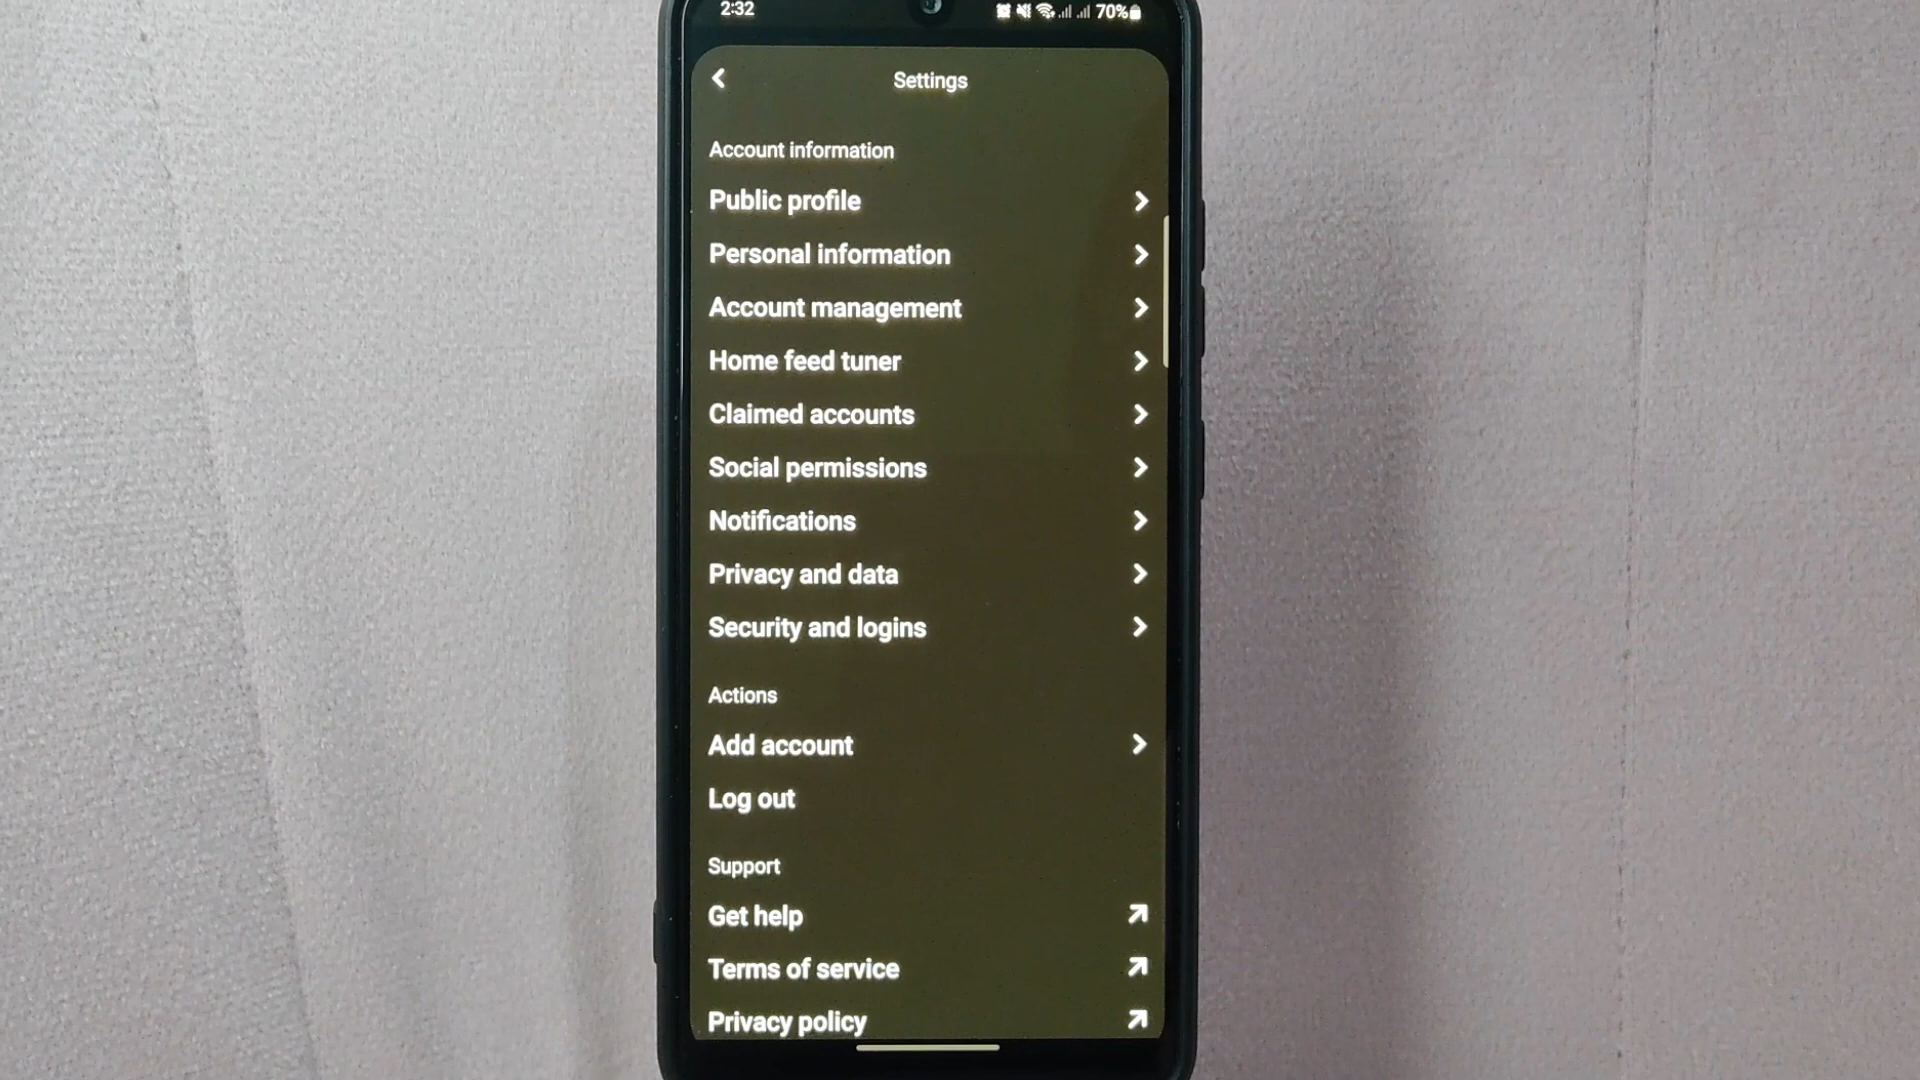 2:32 70%
Settings
Account information
Public profile
Personal information
Account management
Home feed tuner
Claimed accounts
Social permissions
Notifications
Privacy and data
Security and logins
Actions
Add account
Log out
Support
Get help
Terms of service
Privacy policy